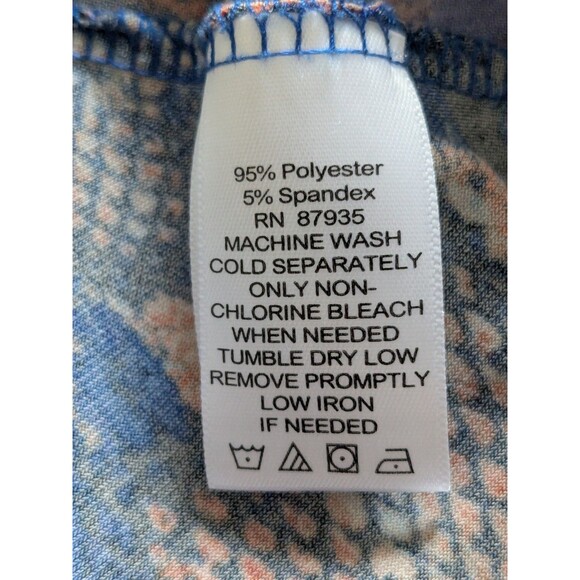 95% Polyester
5% Spandex
RN 87935
MACHINE WASH
COLD SEPARATELY
ONLY NON-
CHLORINE BLEACH
WHEN NEEDED
TUMBLE DRY LOW
REMOVE PROMPTLY
LOW IRON
IF NEEDED